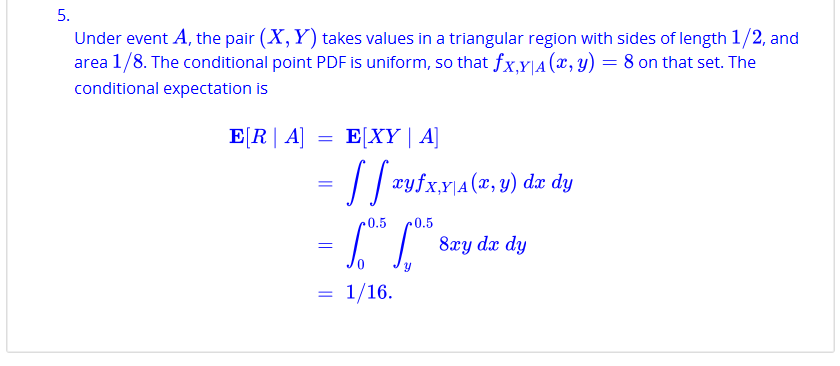 5.
Under event A, the pair (X, Y) takes values in a triangular region with sides of length 1/2, and
area 1/8. The conditional point PDF is uniform, so that f_{X,Y|A}(x, y) = 8 on that set. The
conditional expectation is
E[R | A] = E[XY | A]
= ∫∫ xyf_{X,Y|A}(x, y) dx dy
= ∫_0^{0.5} ∫_y^{0.5} 8xy dx dy
= 1/16.